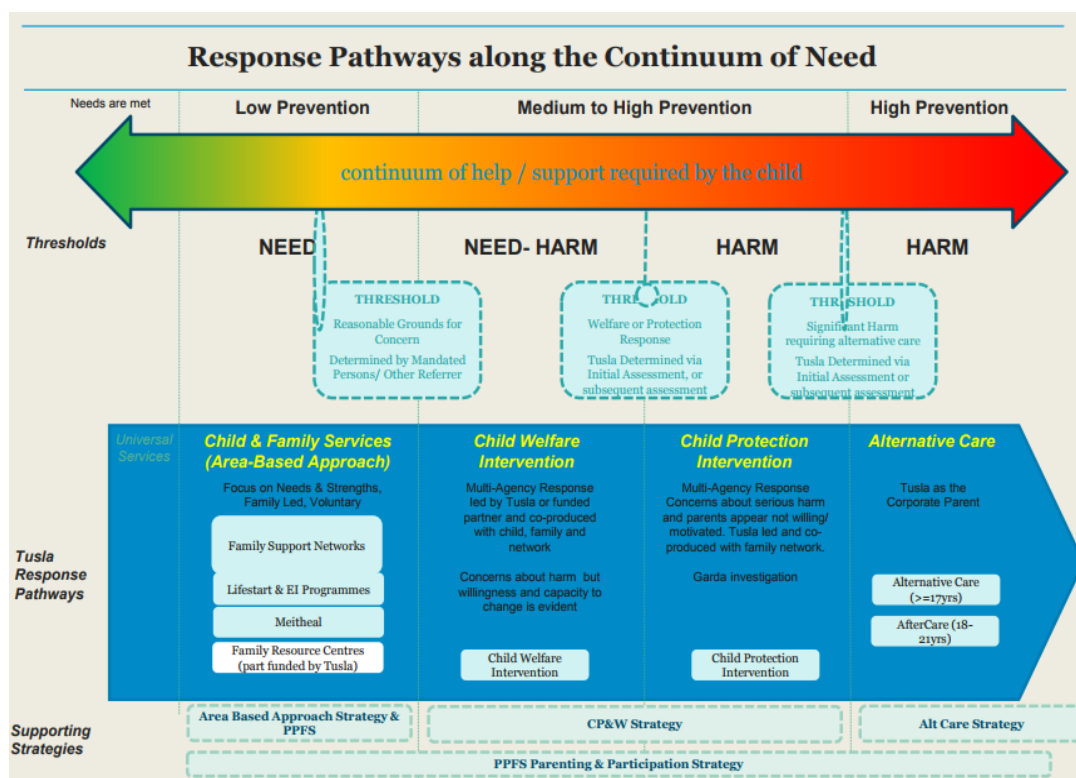 Response Pathways along the Continuum of Need
Needs are met
Low Prevention
Medium to High Prevention
High Prevention
continuum of help / support required by the child
Thresholds
NEED
NEED- HARM
HARM
HARM
THRESHOLD
Reasonable Grounds for
Concern
Determined by Mandated
Persons/ Other Referrer
THRESHOLD
Welfare or Protection
Response
Tusla Determined via
Initial Assessment, or
subsequent assessment
THRESHOLD
Significant Harm
requiring alternative care
Tusla Determined via
Initial Assessment or
subsequent assessment
Tusla
Response
Pathways
Universal
Services
Child & Family Services
(Area-Based Approach)
Focus on Needs & Strengths,
Family Led, Voluntary
Family Support Networks
Lifestart & EI Programmes
Meitheal
Family Resource Centres
(part funded by Tusla)
Child Welfare
Intervention
Multi-Agency Response
led by Tusla or funded
partner and co-produced
with child, family and
network
Concerns about harm but
willingness and capacity to
change is evident
Child Welfare
Intervention
Child Protection
Intervention
Multi-Agency Response
Concerns about serious harm
and parents appear not willing/
motivated. Tusla led and co-
produced with family network.
Garda investigation
Child Protection
Intervention
Alternative Care
Tusla as the
Corporate Parent
Alternative Care
(>=17yrs)
AfterCare (18-
21yrs)
Supporting
Strategies
Area Based Approach Strategy &
PPFS
CP&W Strategy
Alt Care Strategy
PPFS Parenting & Participation Strategy